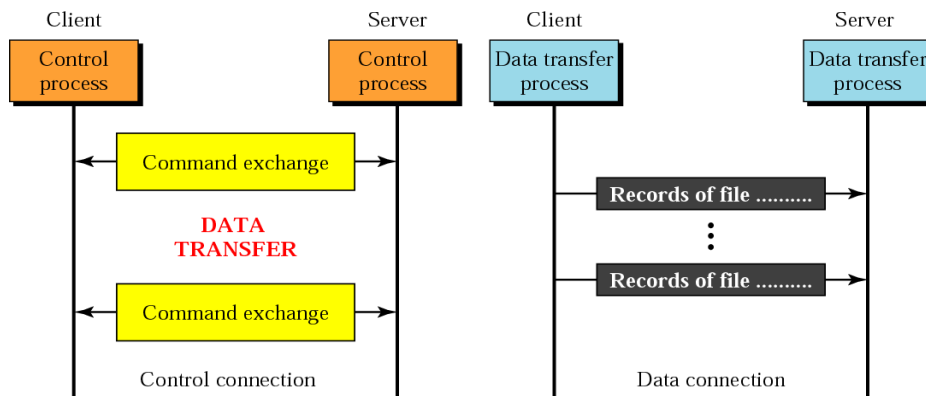 Client
Server
Client
Server
Control
process
Control
process
Data transfer
process
Data transfer
process
Command exchange
DATA
TRANSFER
Command exchange
Control connection
Records of file ..........
Records of file ..........
Data connection